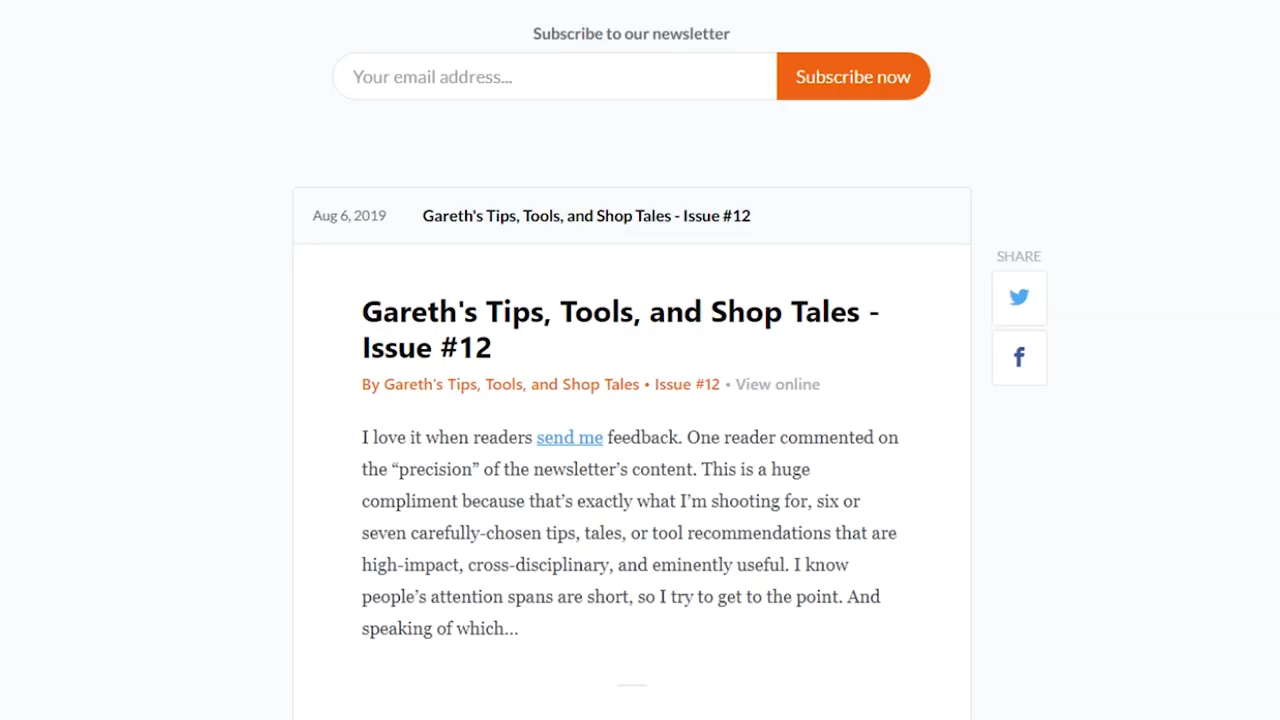 Subscribe to our newsletter
Your email address...
Subscribe now
Aug 6, 2019
Gareth's Tips, Tools, and Shop Tales - Issue #12
SHARE
Gareth's Tips, Tools, and Shop Tales -
Issue #12
By Gareth's Tips, Tools, and Shop Tales • Issue #12 • View online
I love it when readers send me feedback. One reader commented on
the “precision” of the newsletter’s content. This is a huge
compliment because that’s exactly what I’m shooting for, six or
seven carefully-chosen tips, tales, or tool recommendations that are
high-impact, cross-disciplinary, and eminently useful. I know
people’s attention spans are short, so I try to get to the point. And
speaking of which…